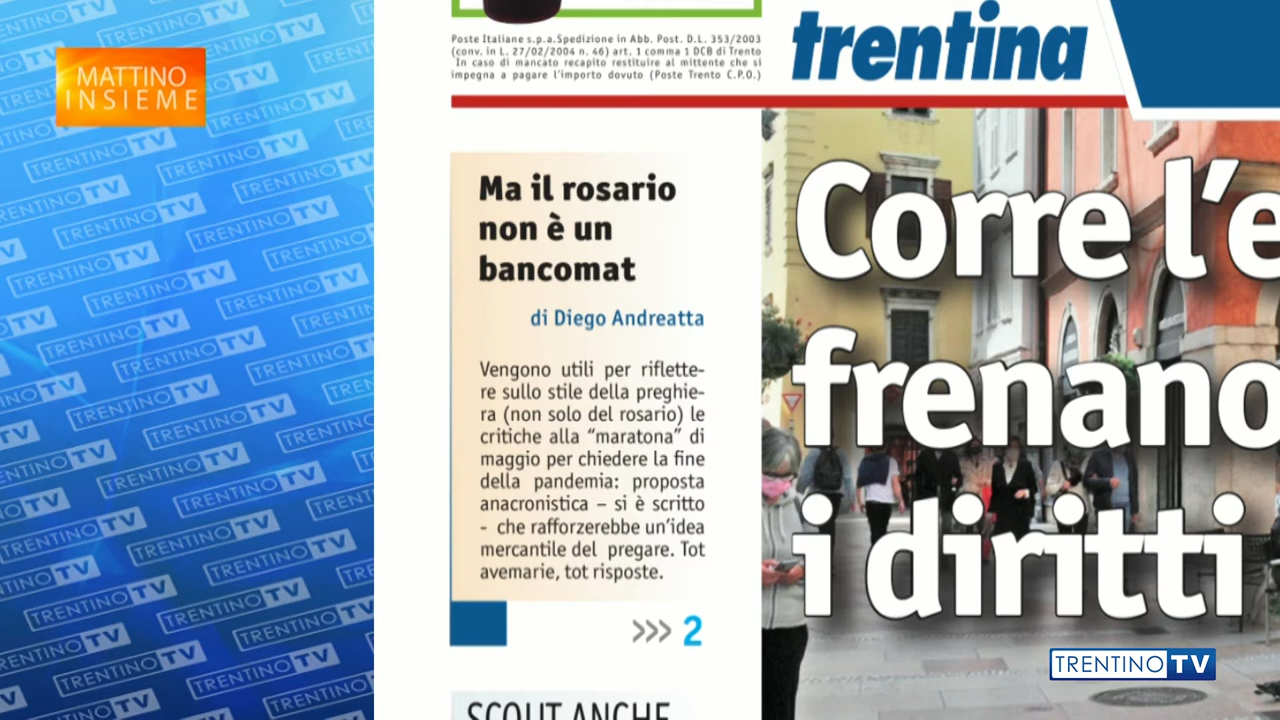 MATTINO
INSIEME
Poste Italiane s.p.a.Spedizione in Abb. Post. D.L. 353/2003
(conv. in L. 27/02/2004 n. 46) art. 1 comma 1 DCB di Trento
In caso di mancato recapito restituire al mittente che si
impegna a pagare l'importo dovuto (Poste Trento C.P.O.)
trentina
Ma il rosario
non è un
bancomat
di Diego Andreatta
Vengono utili per riflette-
re sullo stile della preghie-
ra (non solo del rosario) le
critiche alla “maratona” di
maggio per chiedere la fine
della pandemia: proposta
anacronistica – si è scritto
- che rafforzerebbe un'idea
mercantile del pregare. Tot
avemarie, tot risposte.
>>> 2
SCOUT ANCHE
Corre l'e
frenano
i diritti
TRENTINO TV